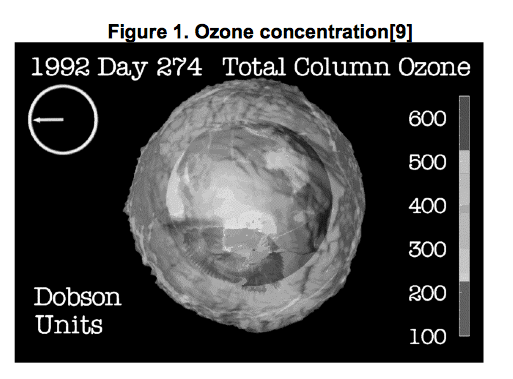 Figure 1. Ozone concentration[9]
1992 Day 274 Total Column Ozone
600
500
400
300
200
100
Dobson
Units